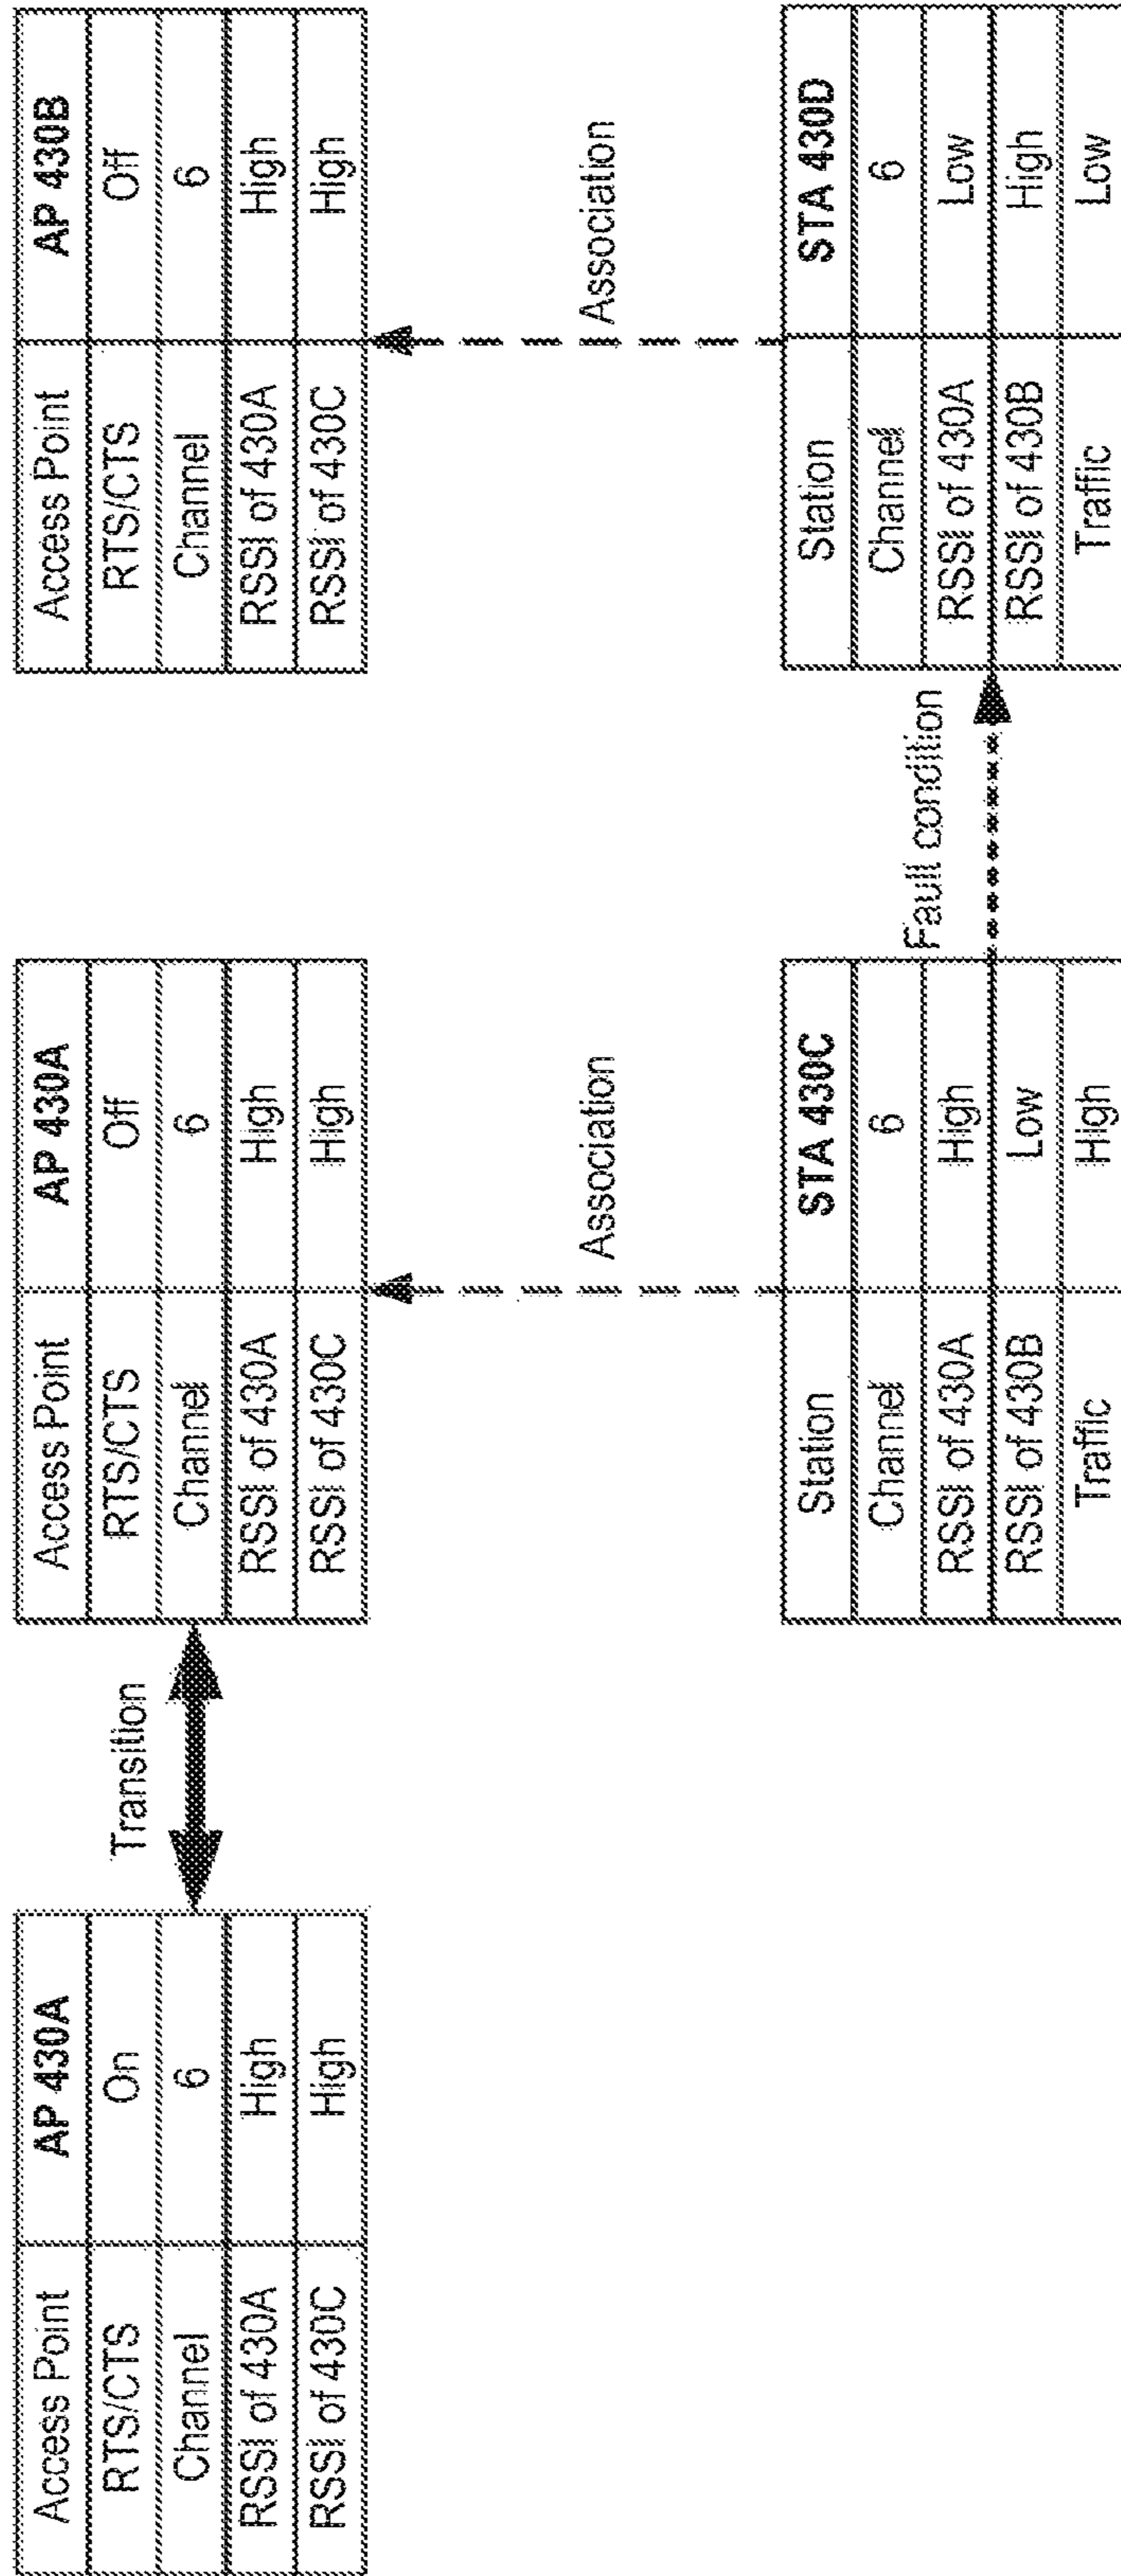 Access Point AP 430A
RTS/CTS On
Channel 6
RSSI of 430A High
RSSI of 430C High
Transition
Access Point AP 430A
RTS/CTS Off
Channel 6
RSSI of 430A High
RSSI of 430C High
Access Point AP 430B
RTS/CTS Off
Channel 6
RSSI of 430A High
RSSI of 430C High
Association
Association
Station STA 430C
Channel 6
RSSI of 430A High
RSSI of 430B Low
Traffic High
Fault condition
Station STA 430D
Channel 6
RSSI of 430A Low
RSSI of 430B High
Traffic Low